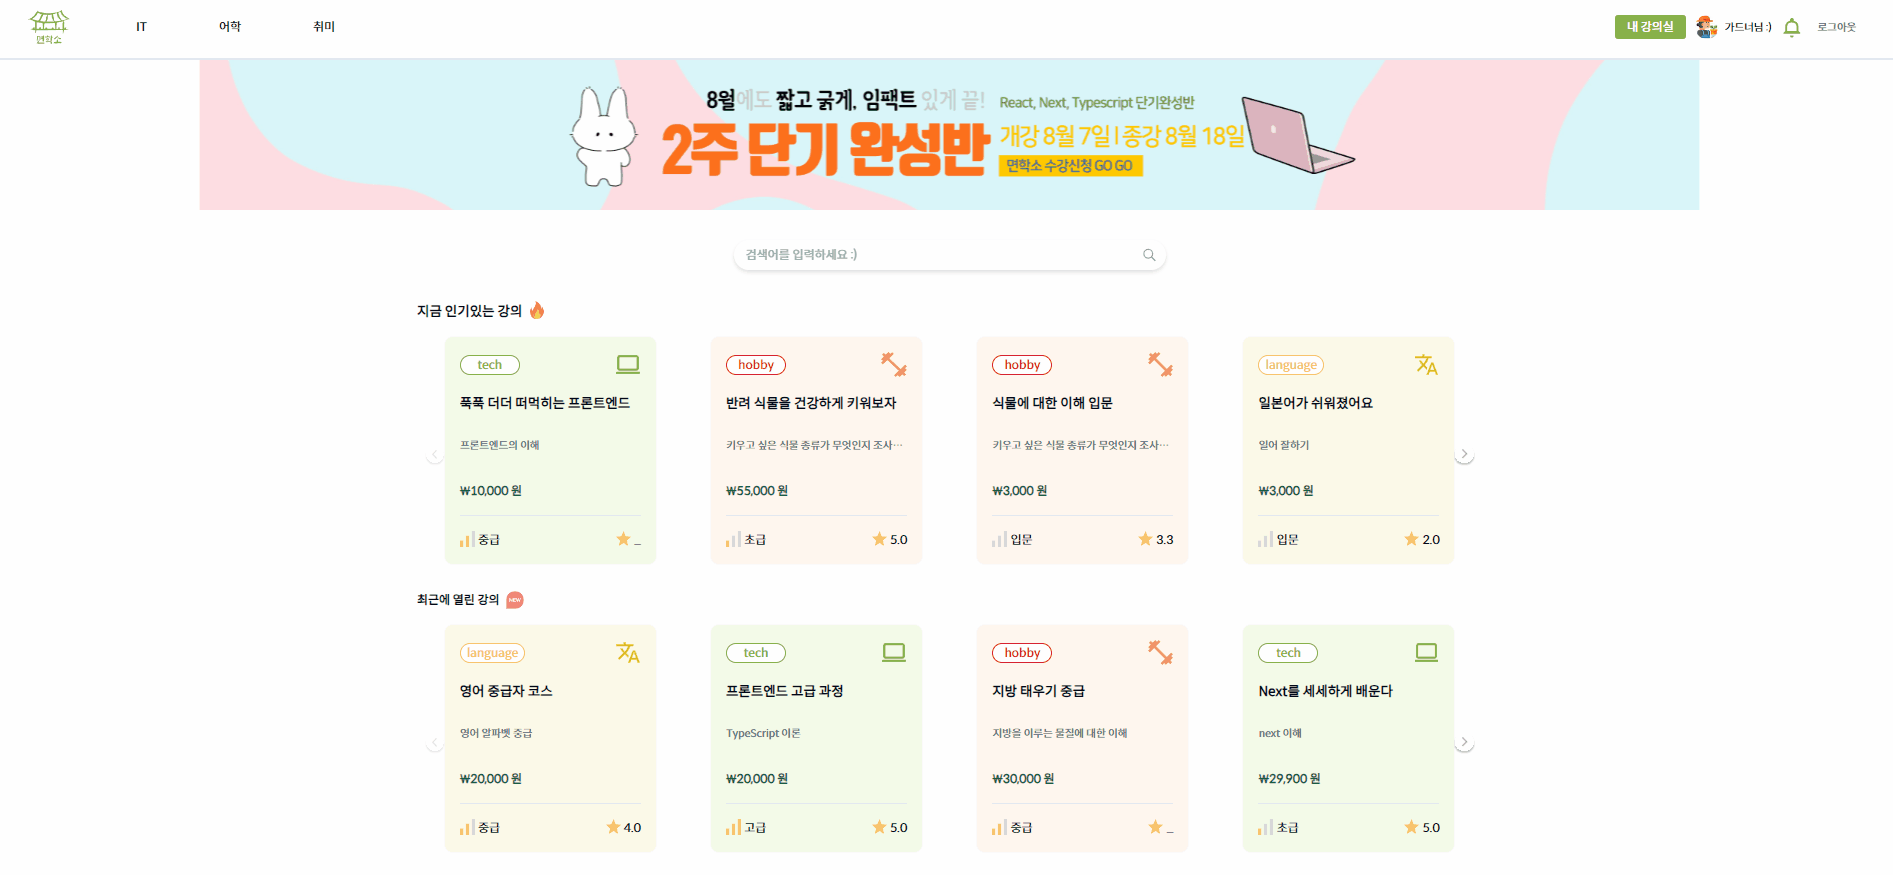 면학소
IT
어학
취미
내 강의실
가드너님 :)
로그아웃
8월에도 짧고 굵게, 임팩트 있게 끝!
2주 단기 완성반
React, Next, Typescript 단기완성반
개강 8월 7일 | 종강 8월 18일
면학소 수강신청 GO GO
검색어를 입력하세요 :)
지금 인기있는 강의
tech
푹푹 더더 떠먹히는 프론트엔드
프론트엔드의 이해
₩10,000 원
중급
_
hobby
반려 식물을 건강하게 키워보자
키우고 싶은 식물 종류가 무엇인지 조사…
₩55,000 원
초급
5.0
hobby
식물에 대한 이해 입문
키우고 싶은 식물 종류가 무엇인지 조사…
₩3,000 원
입문
3.3
language
일본어가 쉬워졌어요
일어 잘하기
₩3,000 원
입문
2.0
최근에 열린 강의
NEW
language
영어 중급자 코스
영어 알파벳 중급
₩20,000 원
중급
4.0
tech
프론트엔드 고급 과정
TypeScript 이론
₩20,000 원
고급
5.0
hobby
지방 태우기 중급
지방을 이루는 물질에 대한 이해
₩30,000 원
중급
_
tech
Next를 세세하게 배운다
next 이해
₩29,900 원
초급
5.0